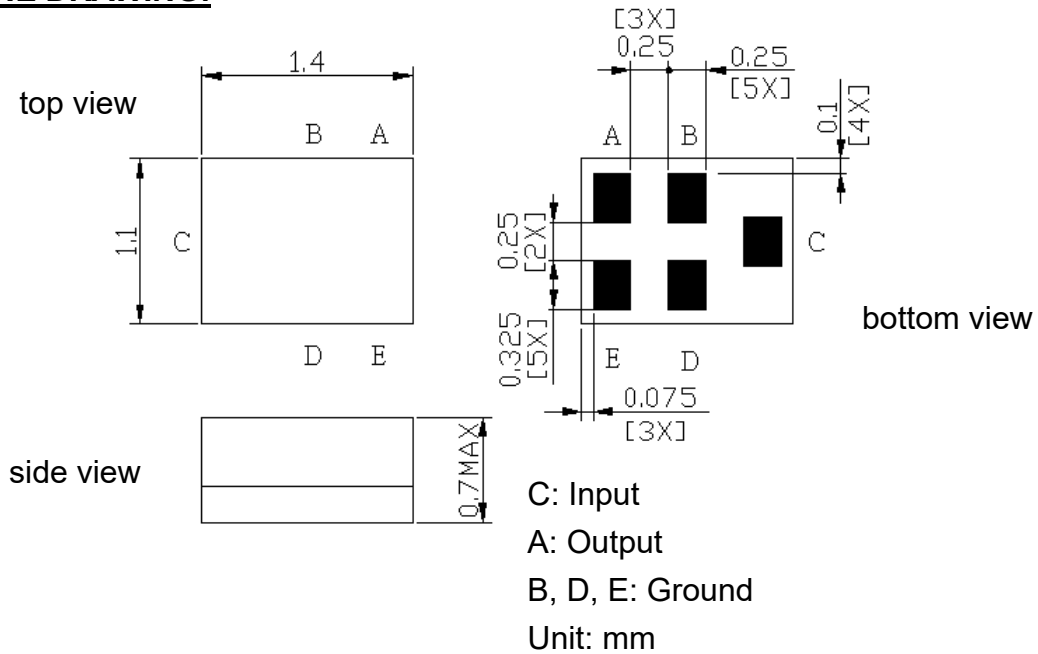 [3X]
0.25
0.25
[5X]
1.4
top view
B A
A B
0.1
[4X]
1.1
C
0.25
[2X]
C
bottom view
D E
0.325
[5X]
E D
0.075
[3X]
side view
0.7MAX
C: Input
A: Output
B, D, E: Ground
Unit: mm